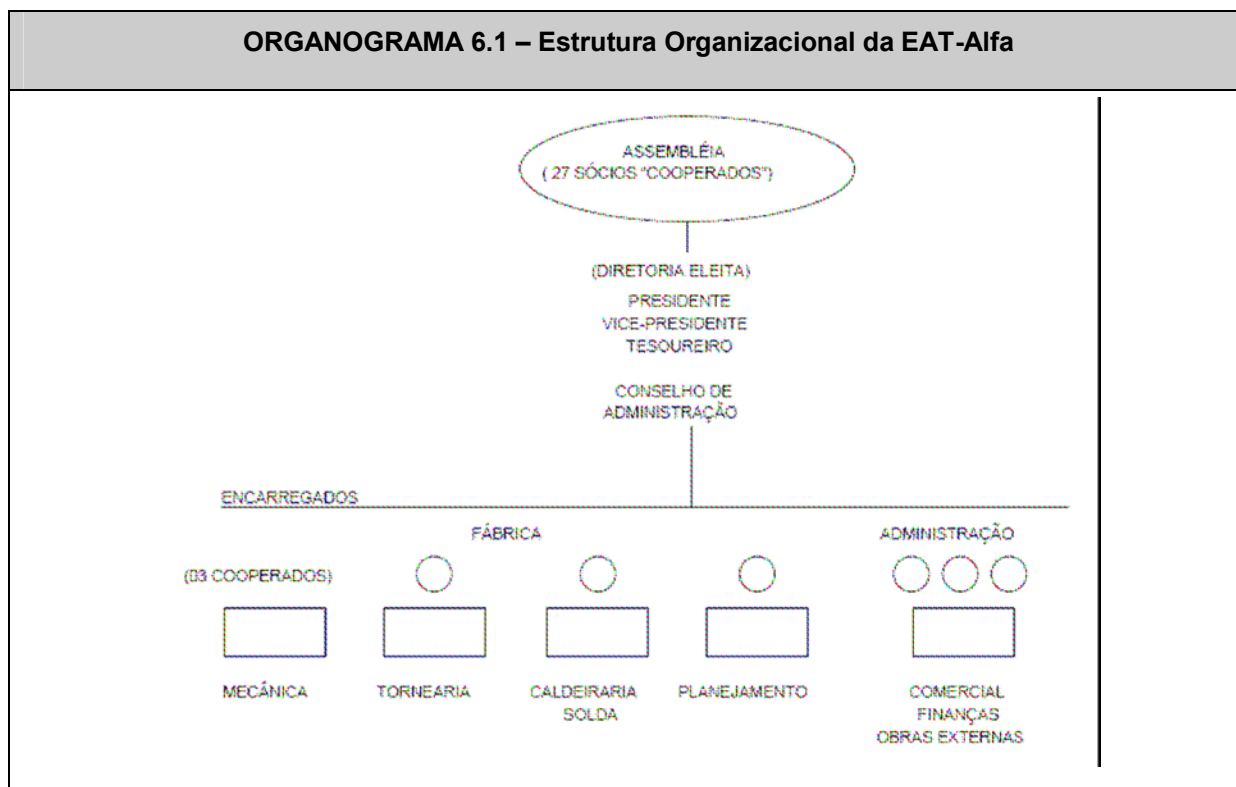 ORGANOGRAMA 6.1 – Estrutura Organizacional da EAT-Alfa
ASSEMBLÉIA
( 27 SÓCIOS "COOPERADOS")
(DIRETORIA ELEITA)
PRESIDENTE
VICE-PRESIDENTE
TESOUREIRO
CONSELHO DE
ADMINISTRAÇÃO
ENCARREGADOS
FÁBRICA
ADMINISTRAÇÃO
(03 COOPERADOS)
MECÂNICA
TORNEARIA
CALDEIRARIA
SOLDA
PLANEJAMENTO
COMERCIAL
FINANÇAS
OBRAS EXTERNAS